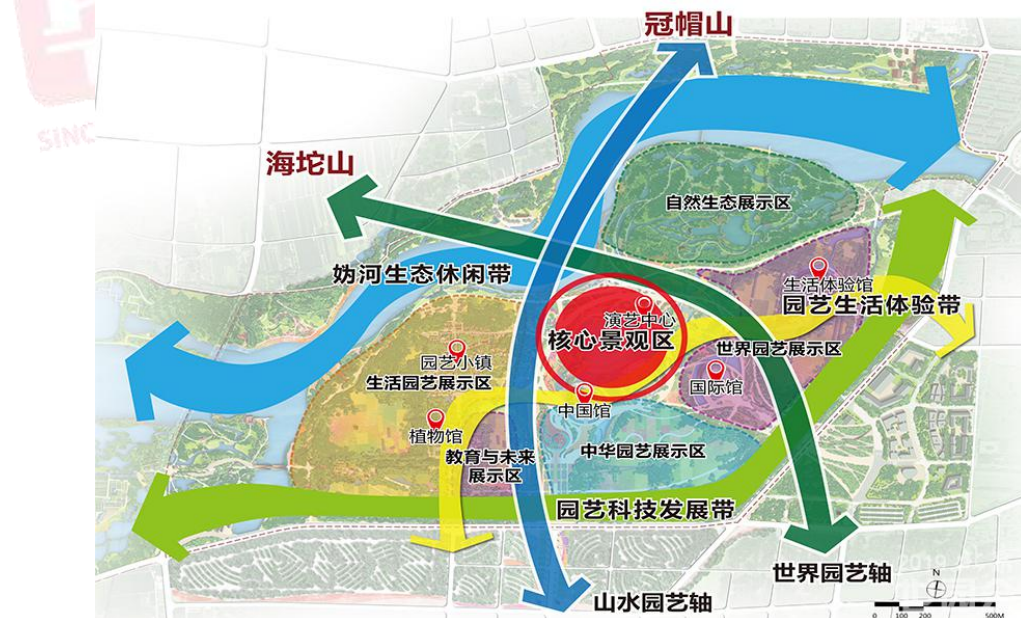 冠帽山
SINC
海坨山
自然生态展示区
妫河生态休闲带
生活体验馆
园艺生活体验带
演艺中心
核心景观区
世界园艺展示区
园艺小镇
生活园艺展示区
国际馆
中国馆
植物馆
教育与未来
展示区
中华园艺展示区
园艺科技发展带
世界园艺轴
山水园艺轴
N
0 100 200 500M